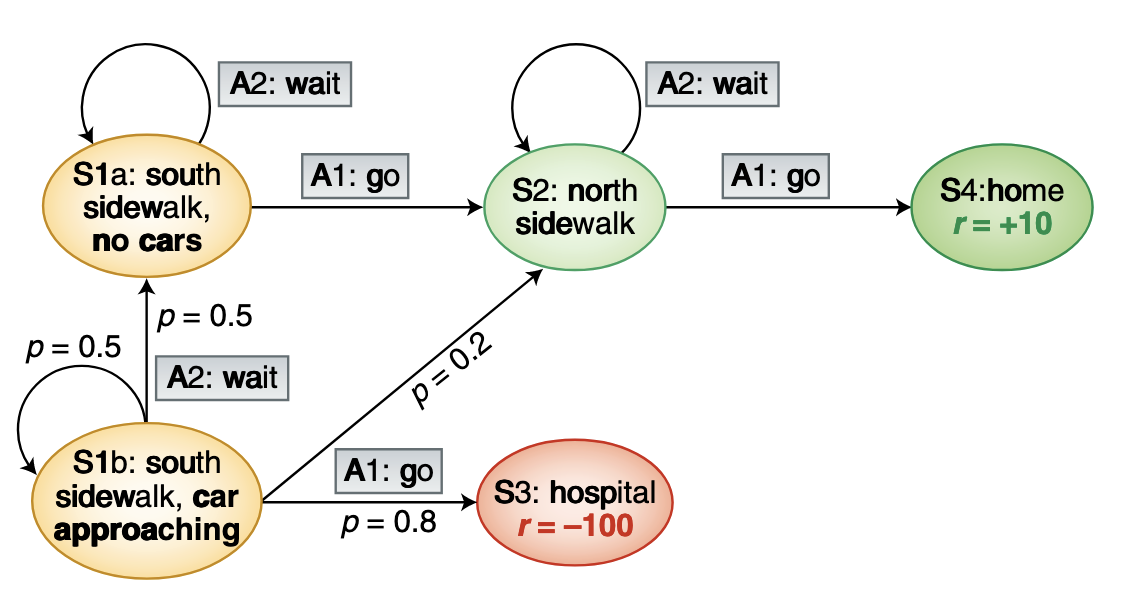 A2: wait
A2: wait
S1a: south
sidewalk,
no cars
A1: go
S2: north
sidewalk
A1: go
S4:home
r = +10
p = 0.5
p = 0.5
A2: wait
p = 0.2
S1b: south
sidewalk, car
approaching
A1: go
p = 0.8
S3: hospital
r = –100